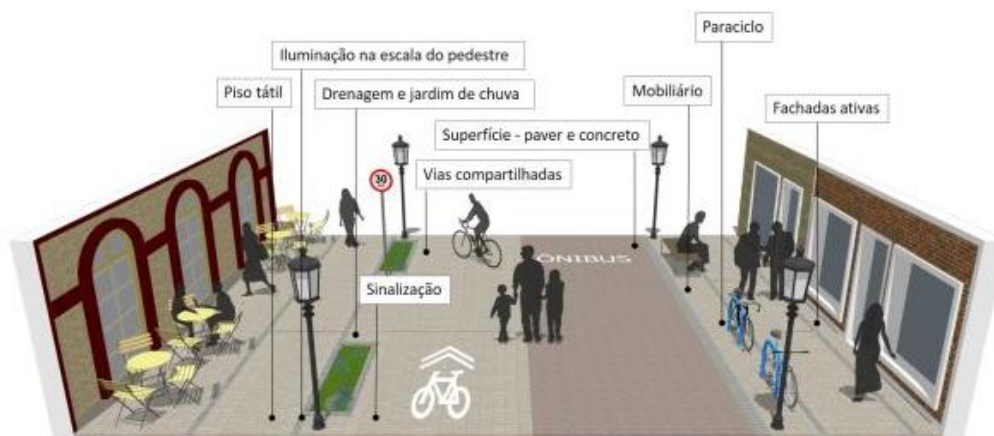 Paraciclo
Iluminação na escala do pedestre
Piso tátil
Drenagem e jardim de chuva
Mobiliário
Fachadas ativas
Superfície - paver e concreto
Vias compartilhadas
30
ÔNIBUS
Sinalização